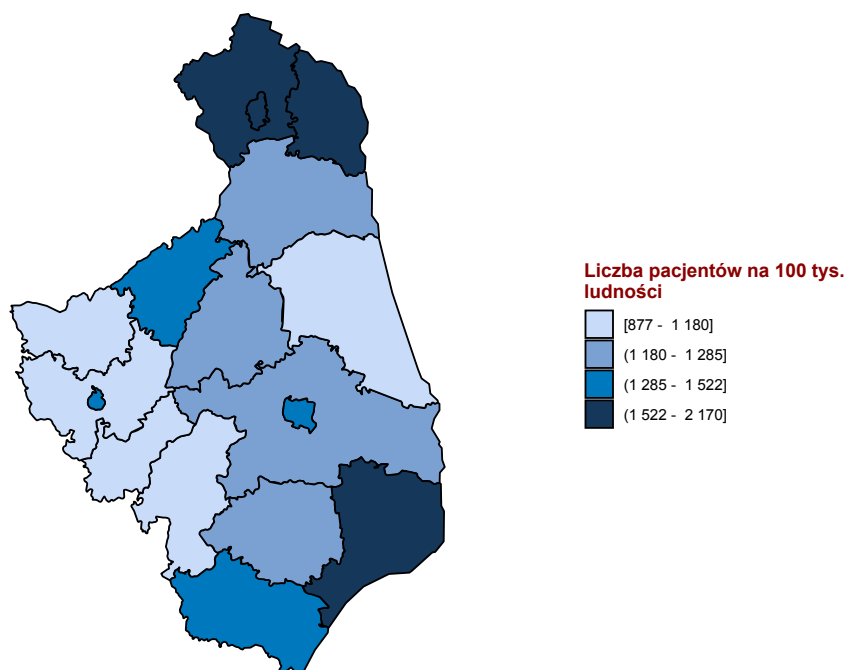 Liczba pacjentów na 100 tys.
ludności
[877 - 1 180]
(1 180 - 1 285]
(1 285 - 1 522]
(1 522 - 2 170]